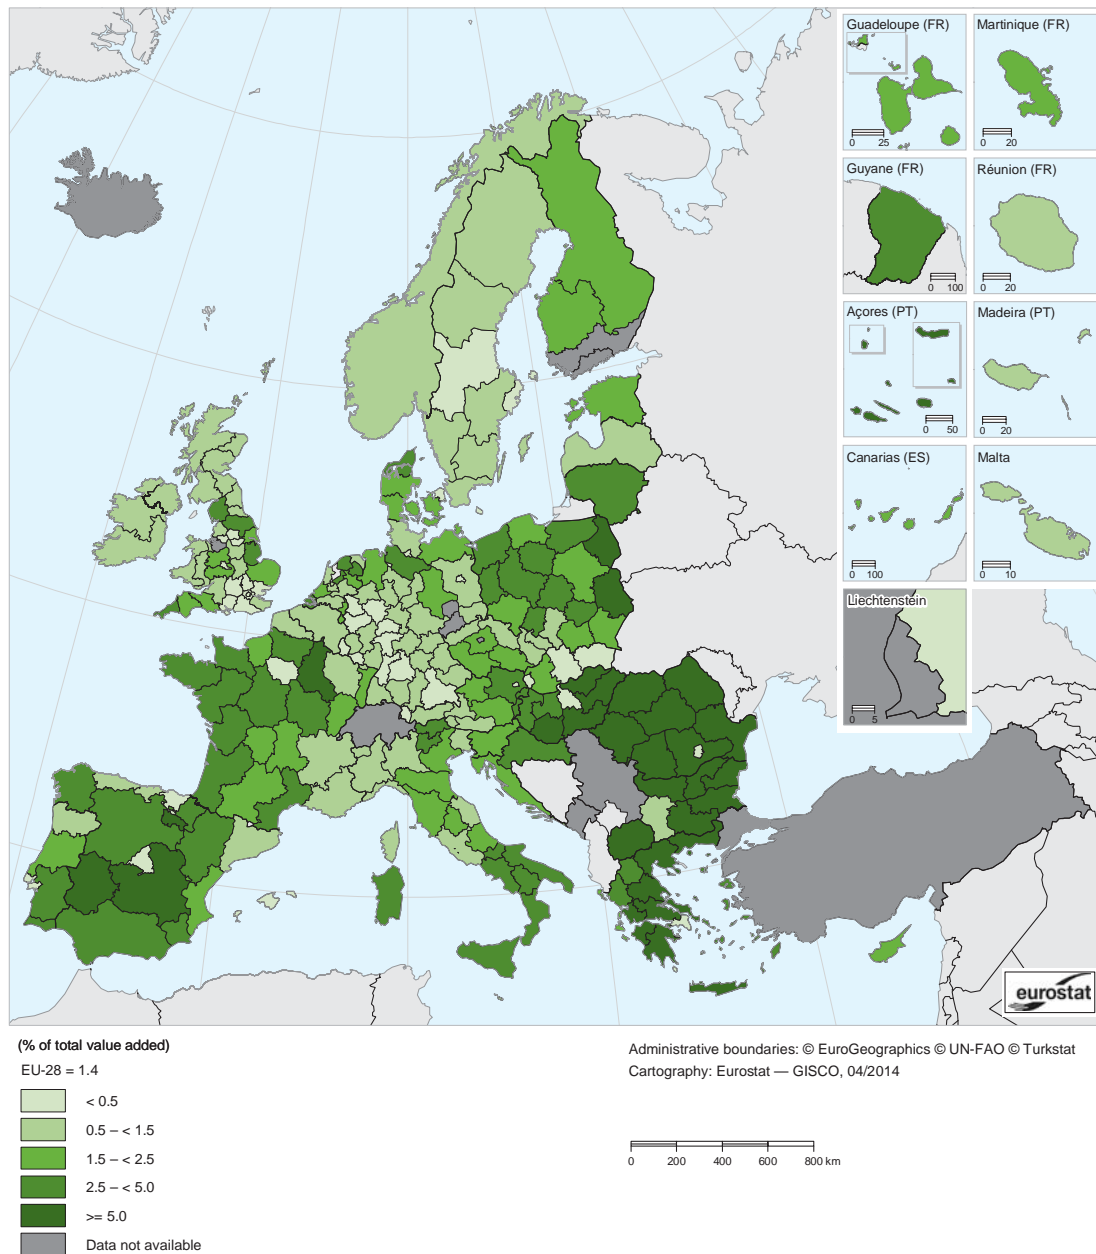 Guadeloupe (FR)
0 25
Martinique (FR)
0 20
Guyane (FR)
0 100
Réunion (FR)
0 20
Açores (PT)
0 50
Madeira (PT)
0 20
Canarias (ES)
0 100
Malta
0 10
Liechtenstein
0 5
eurostat
(% of total value added)
EU-28 = 1.4
< 0.5
0.5 – < 1.5
1.5 – < 2.5
2.5 – < 5.0
>= 5.0
Data not available
Administrative boundaries: © EuroGeographics © UN-FAO © Turkstat
Cartography: Eurostat — GISCO, 04/2014
0 200 400 600 800 km